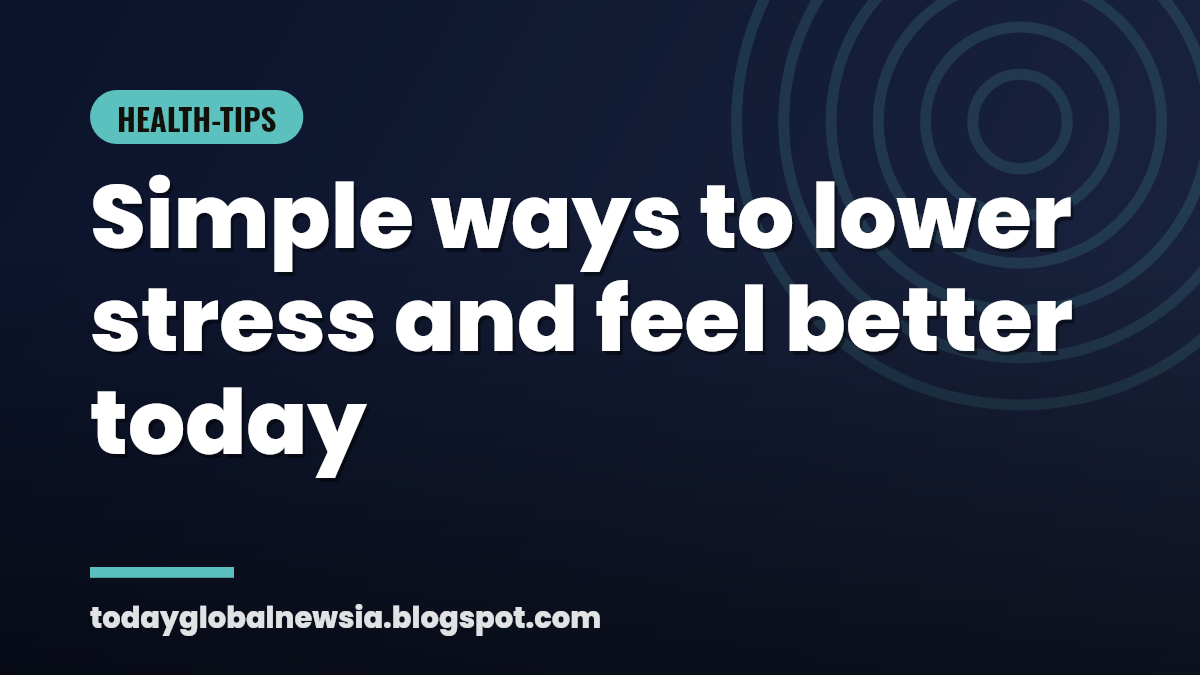 HEALTH-TIPS
Simple ways to lower
stress and feel better
today
todayglobalnewsia.blogspot.com